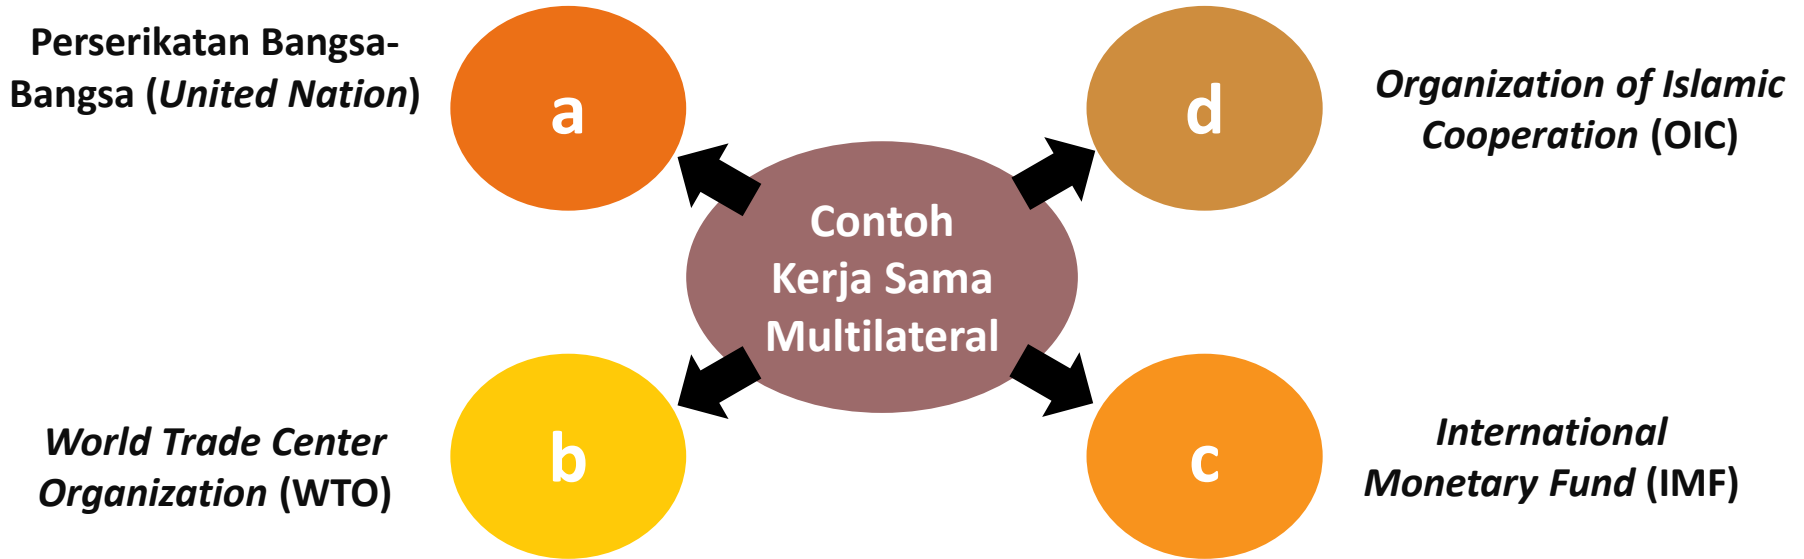 Perserikatan Bangsa-
Bangsa (United Nation)
a
d
Organization of Islamic
Cooperation (OIC)
Contoh
Kerja Sama
Multilateral
World Trade Center
Organization (WTO)
b
c
International
Monetary Fund (IMF)